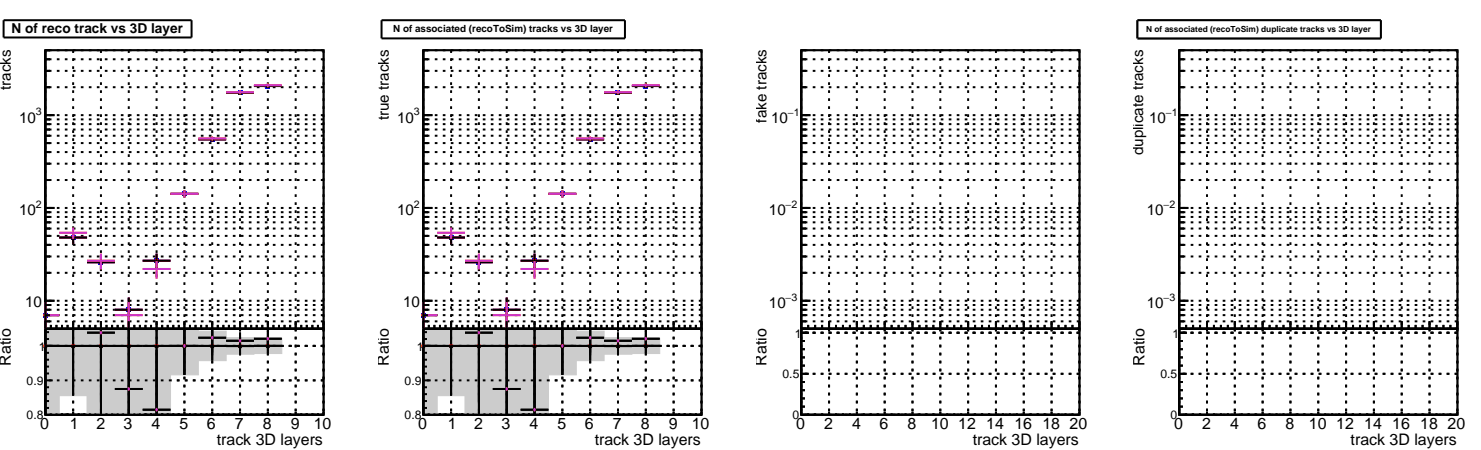 N of reco track vs 3D layer
tracks
10³
10²
10
Ratio
1
0.9
0.8
0 1 2 3 4 5 6 7 8 9 10
track 3D layers
N of associated (recoToSim) tracks vs 3D layer
true tracks
10³
10²
10
Ratio
1
0.9
0.8
0 1 2 3 4 5 6 7 8 9 10
track 3D layers
fake tracks
10⁻¹
10⁻²
10⁻³
Ratio
1
0.5
0
0 2 4 6 8 10 12 14 16 18 20
track 3D layers
N of associated (recoToSim) duplicate tracks vs 3D layer
duplicate tracks
10⁻¹
10⁻²
10⁻³
Ratio
1
0.5
0
0 2 4 6 8 10 12 14 16 18 20
track 3D layers